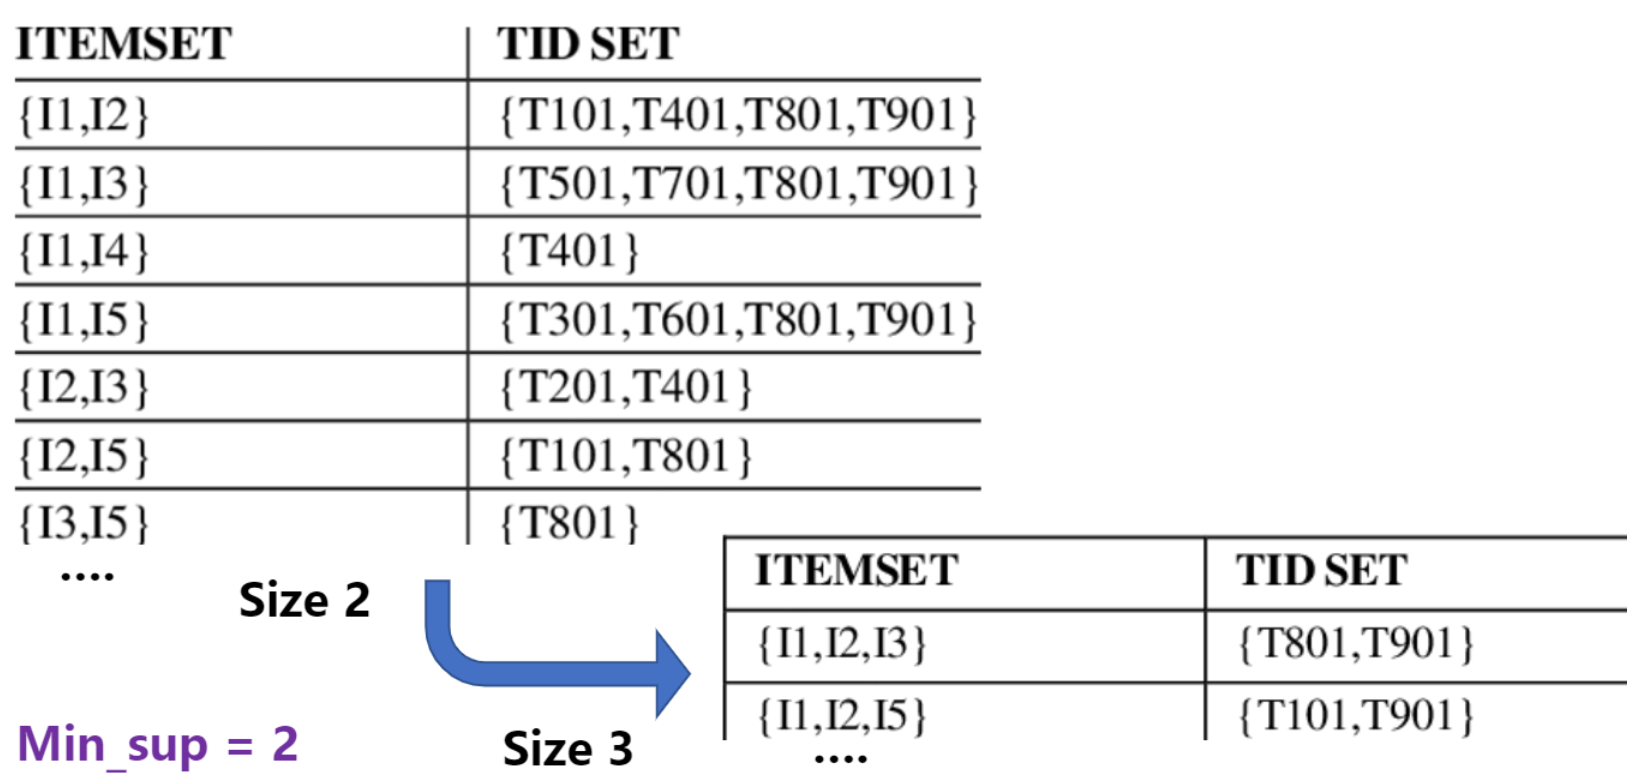 ITEMSET TID SET
{I1,I2} {T101,T401,T801,T901}
{I1,I3} {T501,T701,T801,T901}
{I1,I4} {T401}
{I1,I5} {T301,T601,T801,T901}
{I2,I3} {T201,T401}
{I2,I5} {T101,T801}
{I3,I5} {T801}
....
Size 2
ITEMSET TID SET
{I1,I2,I3} {T801,T901}
{I1,I2,I5} {T101,T901}
....
Size 3
Min_sup = 2